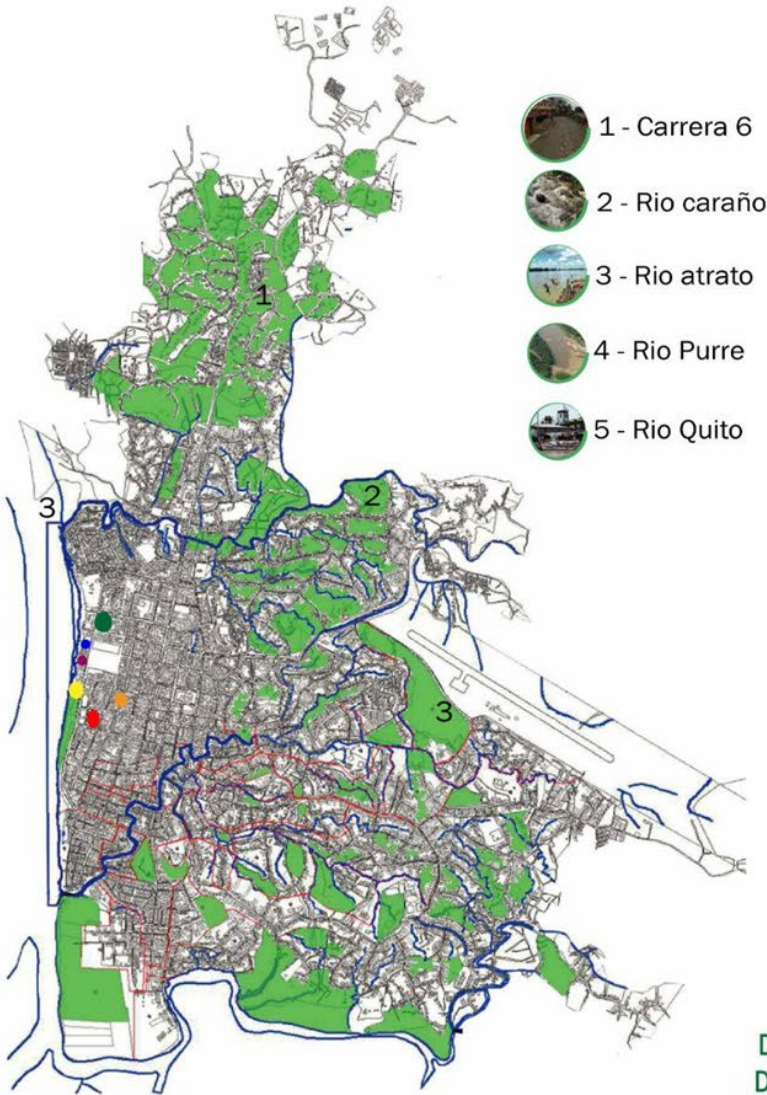 1 - Carrera 6
2 - Rio caraño
3 - Rio atrato
4 - Rio Purre
5 - Rio Quito
1
2
3
3
D
D